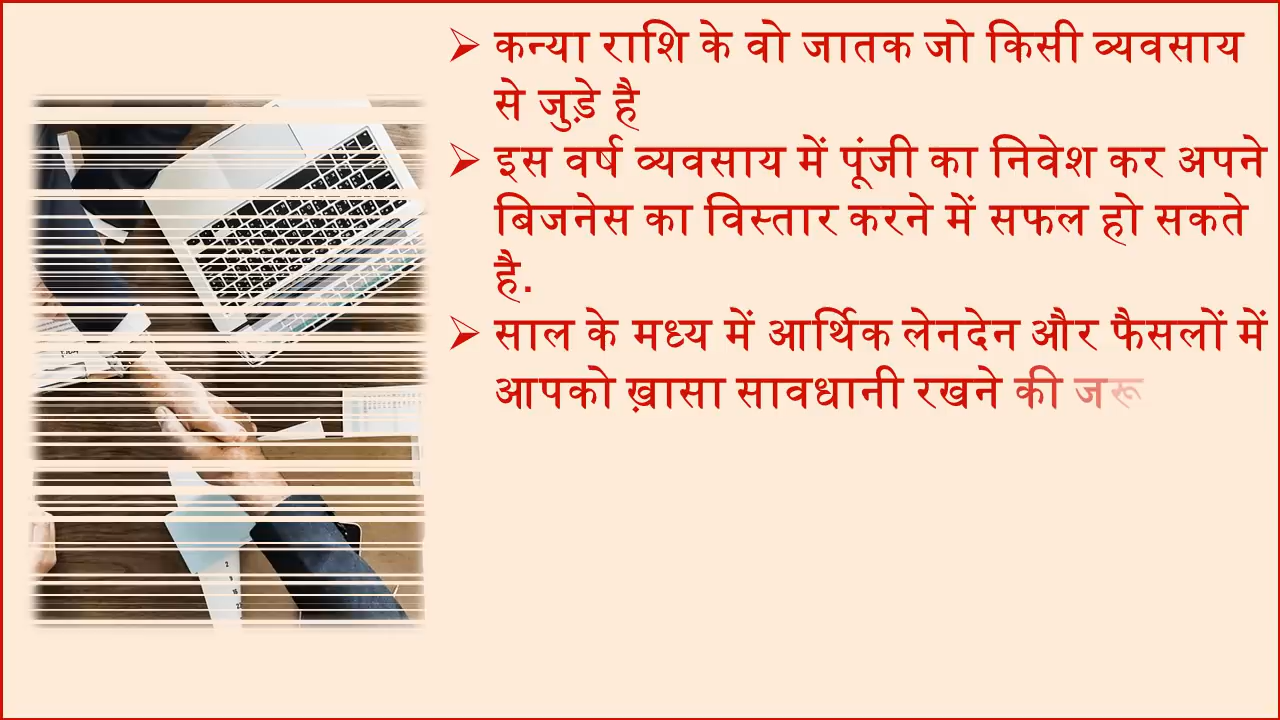 ➢ कन्या राशि के वो जातक जो किसी व्यवसाय
से जुड़े है
➢ इस वर्ष व्यवसाय में पूंजी का निवेश कर अपने
बिजनेस का विस्तार करने में सफल हो सकते
है.
➢ साल के मध्य में आर्थिक लेनदेन और फैसलों में
आपको ख़ासा सावधानी रखने की जरू